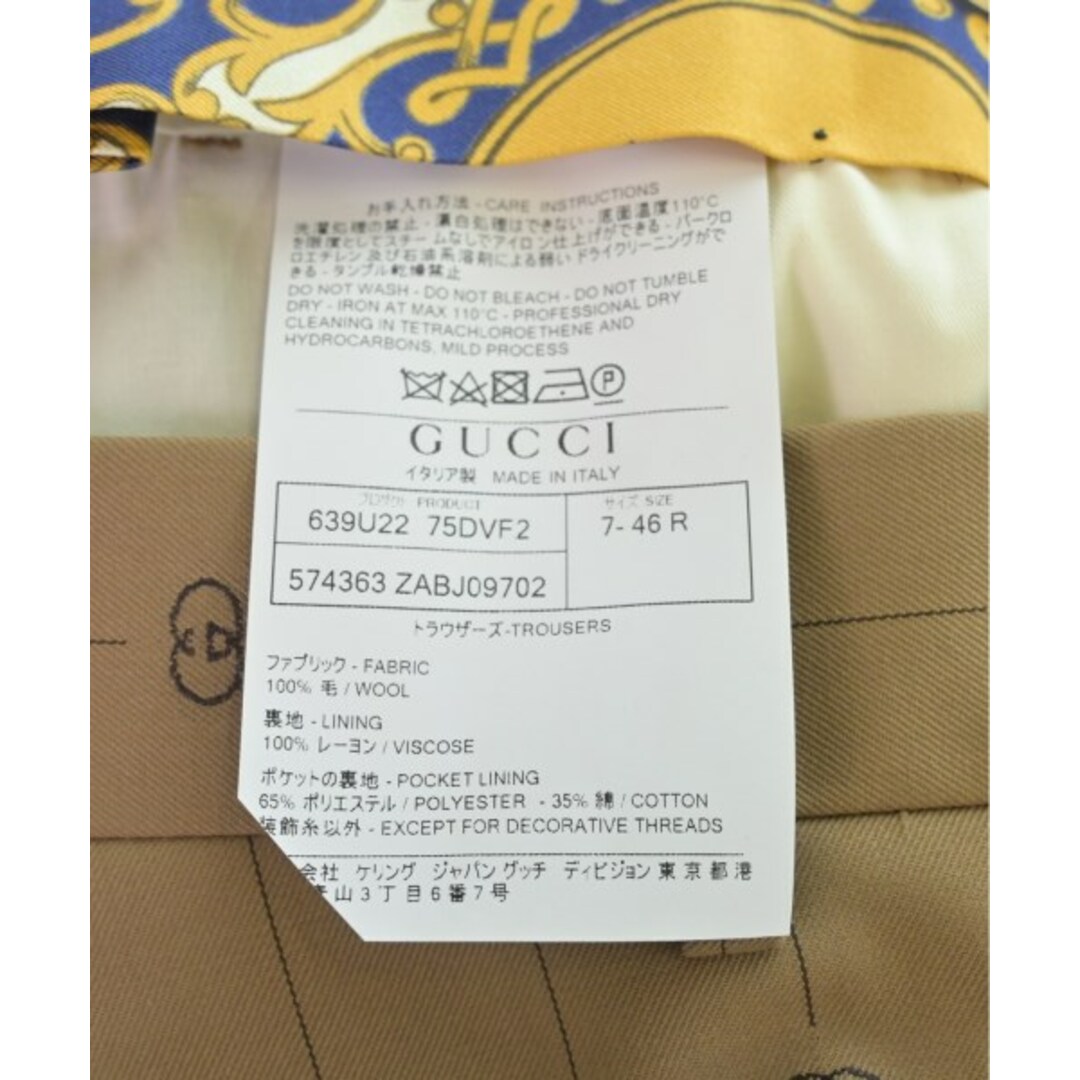 お手入れ方法 - CARE INSTRUCTIONS
洗濯処理の禁止 - 漂白処理はできない - 底面温度110°C
を限度としてスチームなしでアイロン仕上げができる - パークロ
ロエチレン及び石油系溶剤による弱いドライクリーニングがで
きる - タンブル乾燥禁止
DO NOT WASH - DO NOT BLEACH - DO NOT TUMBLE
DRY - IRON AT MAX 110°C - PROFESSIONAL DRY
CLEANING IN TETRACHLOROETHENE AND
HYDROCARBONS, MILD PROCESS
P
GUCCI
イタリア製 MADE IN ITALY
プロダクト PRODUCT
サイズ SIZE
639U22 75DVF2
7- 46 R
574363 ZABJ09702
トラウザーズ-TROUSERS
ファブリック - FABRIC
100% 毛 / WOOL
裏地 - LINING
100% レーヨン / VISCOSE
ポケットの裏地 - POCKET LINING
65% ポリエステル / POLYESTER - 35% 綿 / COTTON
装飾糸以外 - EXCEPT FOR DECORATIVE THREADS
会社 ケリング ジャパン グッチ ディビジョン 東京都港
山3丁目6番7号